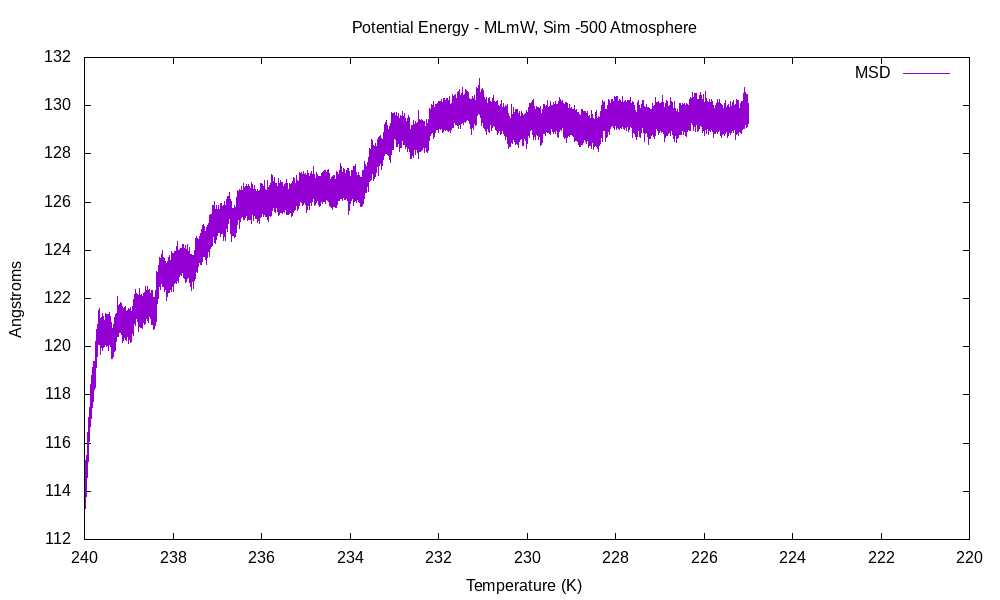 Potential Energy - MLmW, Sim -500 Atmosphere
MSD
132
130
128
126
124
122
120
118
116
114
112
Angstroms
240 238 236 234 232 230 228 226 224 222 220
Temperature (K)